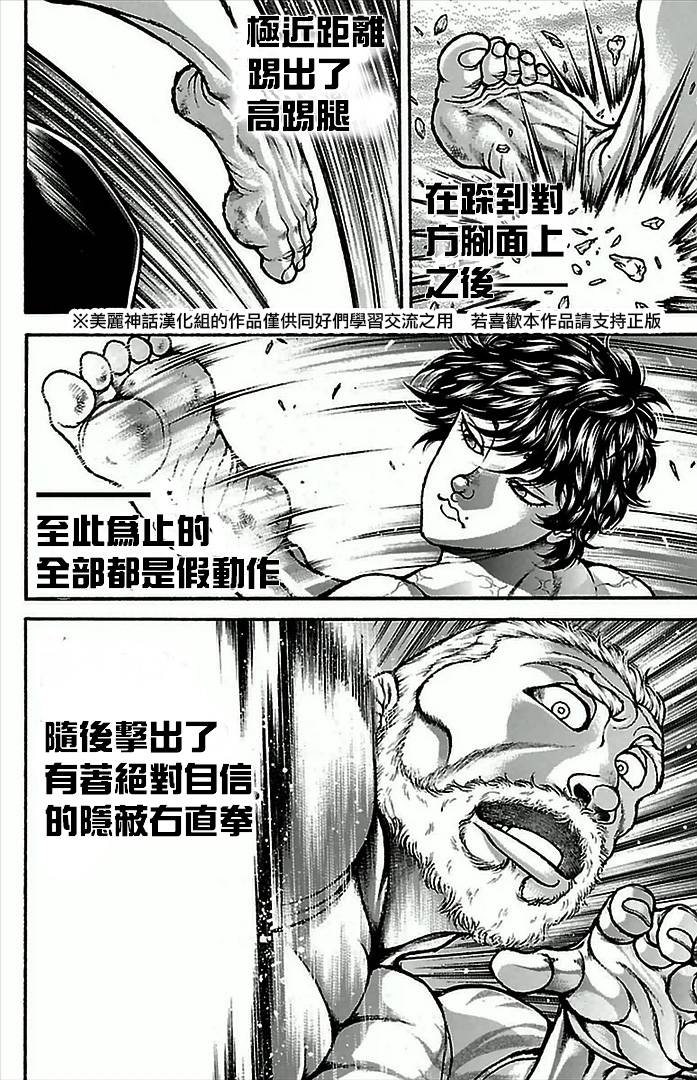 在踩到對
方腳面上
之後——
極近距離
踢出了
高踢腿
※美麗神話漢化組的作品僅供同好們學習交流之用　若喜歡本作品請支持正版
——
至此為止的
全部都是假動作
隨後擊出了
有著絕對自信
的隱蔽右直拳